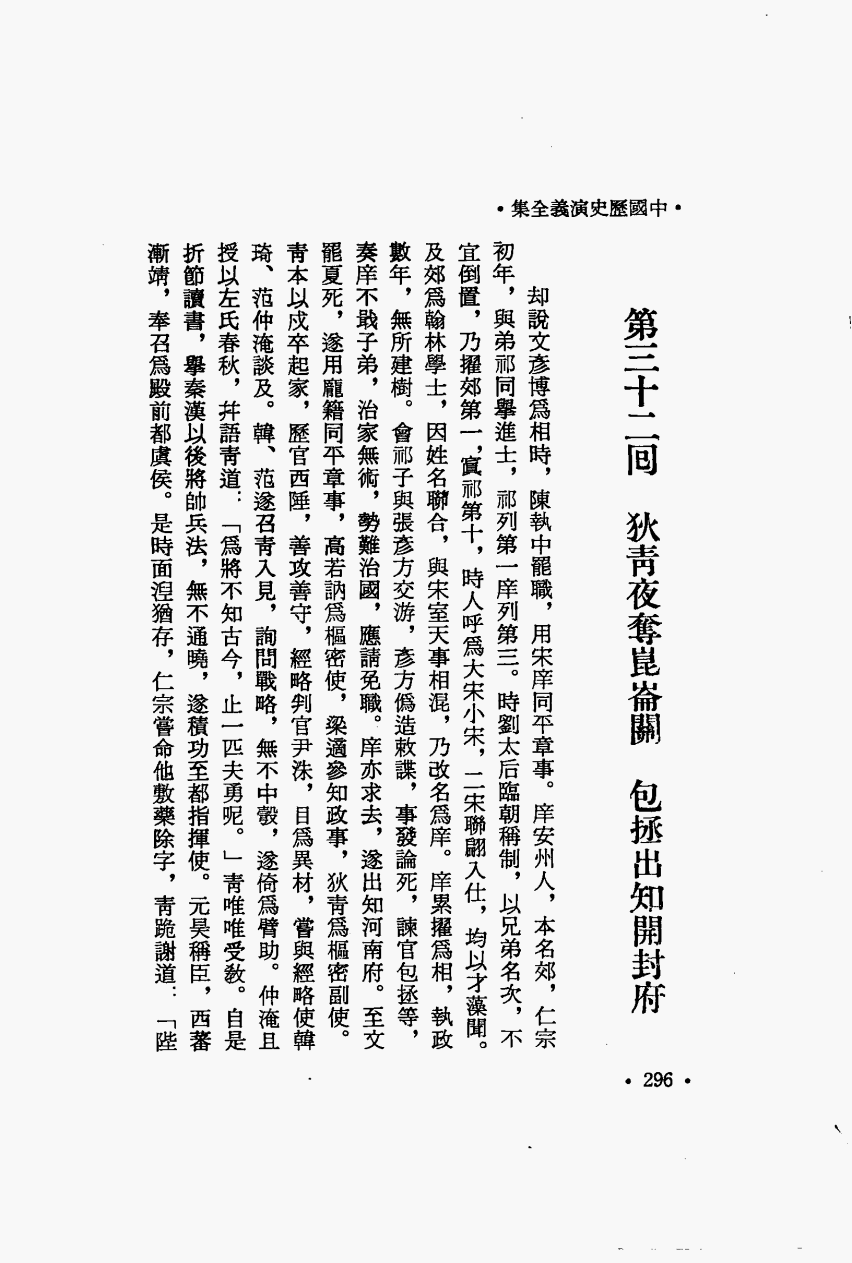 •中國歷史演義全集•
第三十二回　狄靑夜奪崑崙關　包拯出知開封府
却說文彥博爲相時，陳執中罷職，用宋庠同平章事。庠安州人，本名郊，仁宗
初年，與弟祁同擧進士，祁列第一庠列第三。時劉太后臨朝稱制，以兄弟名次，不
宜倒置，乃擢郊第一，寘祁第十，時人呼爲大宋小宋，二宋聯翩入仕，均以才藻聞。
及郊爲翰林學士，因姓名聯合，與宋室天事相混，乃改名爲庠。庠累擢爲相，執政
數年，無所建樹。會祁子與張彥方交游，彥方僞造敕諜，事發論死，諫官包拯等，
奏庠不戢子弟，治家無術，勢難治國，應請免職。庠亦求去，遂出知河南府。至文
罷夏死，遂用龐籍同平章事，高若訥爲樞密使，梁適參知政事，狄靑爲樞密副使。
靑本以戍卒起家，歷官西陲，善攻善守，經略判官尹洙，目爲異材，嘗與經略使韓
琦、范仲淹談及。韓、范遂召靑入見，詢問戰略，無不中彀，遂倚爲臂助。仲淹且
授以左氏春秋，幷語靑道：「爲將不知古今，止一匹夫勇呢。」靑唯唯受敎。自是
折節讀書，擧秦漢以後將帥兵法，無不通曉，遂積功至都指揮使。元昊稱臣，西蕃
漸靖，奉召爲殿前都虞侯。是時面湼猶存，仁宗嘗命他敷藥除字，靑跪謝道：「陛
• 296 •